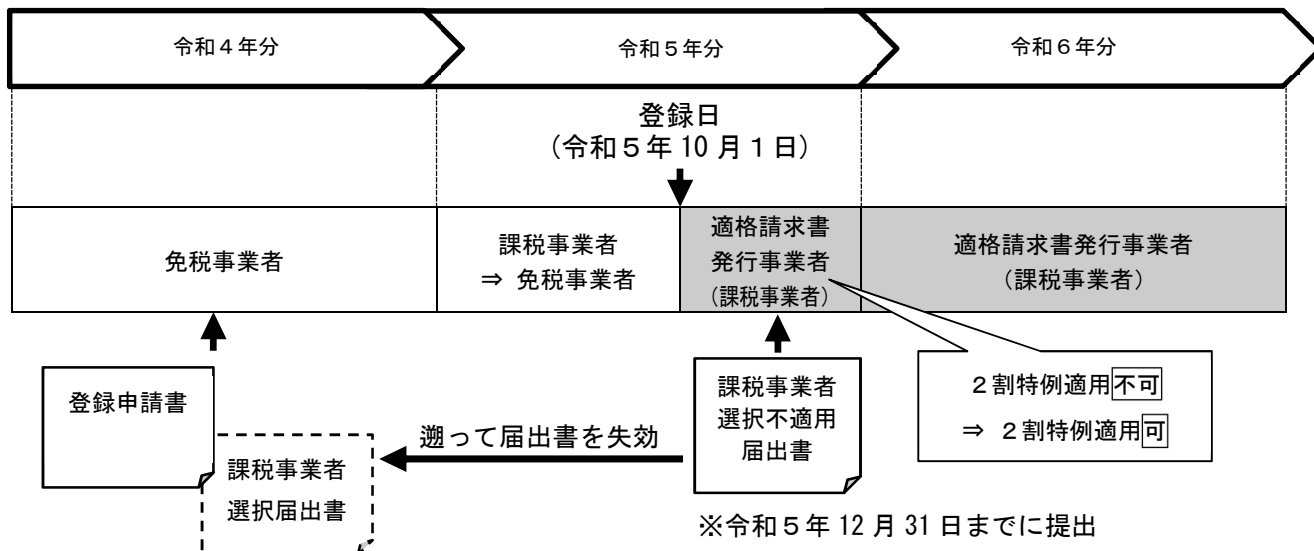 令和４年分
令和５年分
令和６年分
登録日
（令和５年 10 月１日）
免税事業者
課税事業者
⇒ 免税事業者
適格請求書
発行事業者
（課税事業者）
適格請求書発行事業者
（課税事業者）
登録申請書
課税事業者
選択届出書
遡って届出書を失効
課税事業者
選択不適用
届出書
２割特例適用不可
⇒ ２割特例適用可
※令和５年 12 月 31 日までに提出